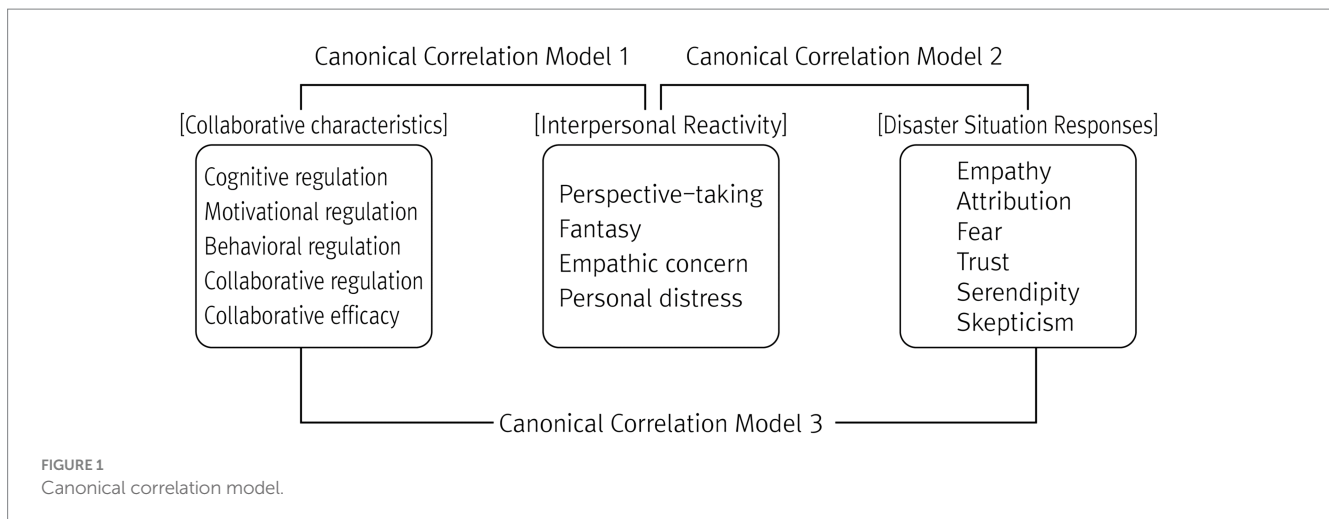 Canonical Correlation Model 1
Canonical Correlation Model 2
[Collaborative characteristics]
[Interpersonal Reactivity]
[Disaster Situation Responses]
Cognitive regulation
Motivational regulation
Behavioral regulation
Collaborative regulation
Collaborative efficacy
Perspective-taking
Fantasy
Empathic concern
Personal distress
Empathy
Attribution
Fear
Trust
Serendipity
Skepticism
Canonical Correlation Model 3
FIGURE 1
Canonical correlation model.